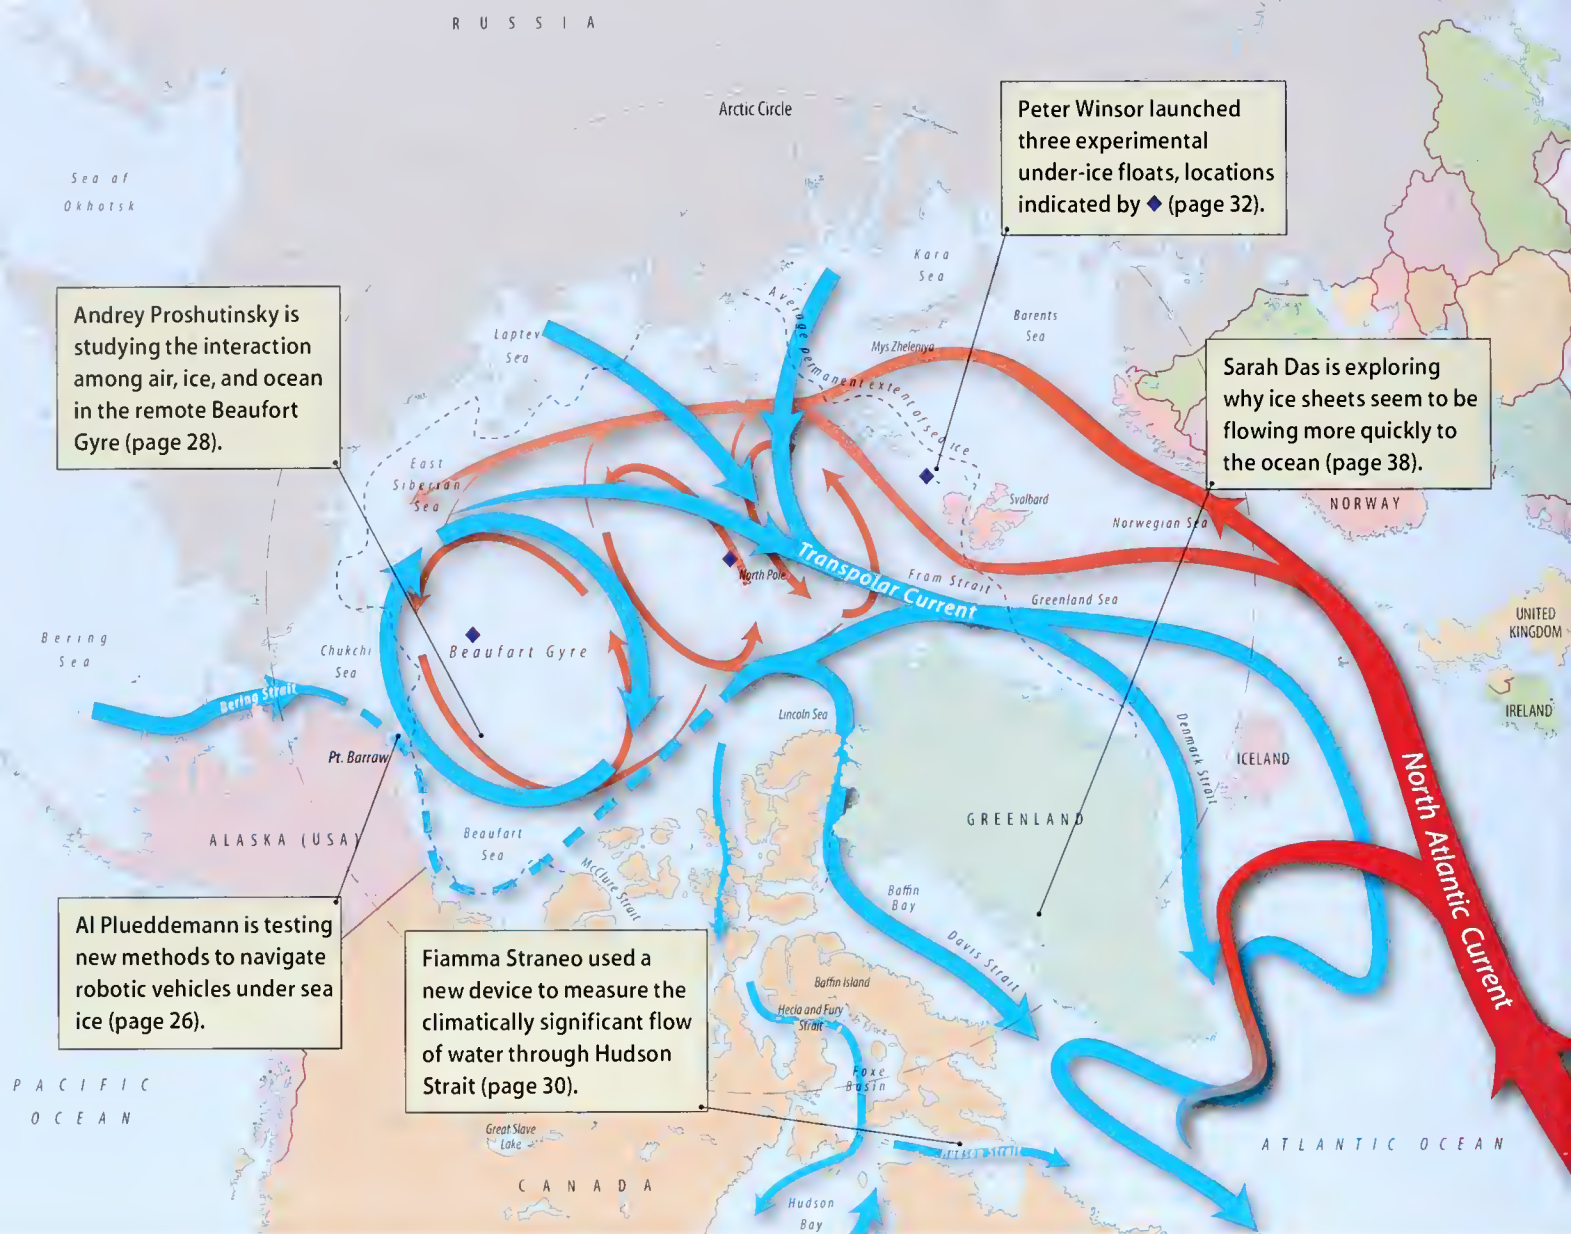 RUSSIA
Arctic Circle
Peter Winsor launched
three experimental
under-ice floats, locations
indicated by ◆ (page 32).
Sea of
Okhotsk
Kara
Sea
Andrey Proshutinsky is
studying the interaction
among air, ice, and ocean
in the remote Beaufort
Gyre (page 28).
Laptev
Sea
Average permanent extent of sea ice
Barents
Sea
Mys Zheleniya
Sarah Das is exploring
why ice sheets seem to be
flowing more quickly to
the ocean (page 38).
East
Siberian
Sea
Svalbard
NORWAY
Norwegian Sea
North Pole
Transpolar Current
Fram Strait
Greenland Sea
UNITED
KINGDOM
Bering
Sea
Chukchi
Sea
Beaufort Gyre
Bering Strait
Lincoln Sea
IRELAND
Pt. Barraw
Denmark Strait
ICELAND
North Atlantic Current
ALASKA (USA)
Beaufort
Sea
GREENLAND
McClure Strait
Baffin
Bay
Al Plueddemann is testing
new methods to navigate
robotic vehicles under sea
ice (page 26).
Fiamma Straneo used a
new device to measure the
climatically significant flow
of water through Hudson
Strait (page 30).
Davis Strait
Baffin Island
Hecla and Fury
Strait
Foxe
Basin
PACIFIC
OCEAN
Great Slave
Lake
ATLANTIC OCEAN
CANADA
Hudson
Bay